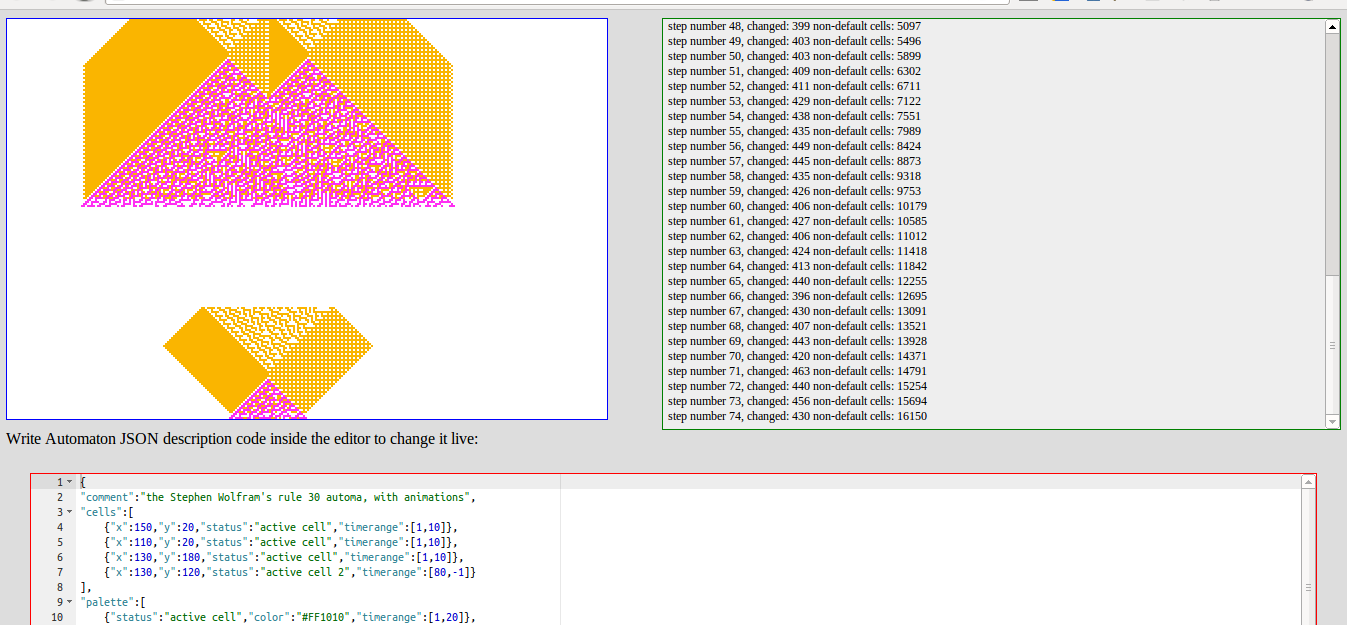 step number 48, changed: 399 non-default cells: 5097
step number 49, changed: 403 non-default cells: 5496
step number 50, changed: 403 non-default cells: 5899
step number 51, changed: 409 non-default cells: 6302
step number 52, changed: 411 non-default cells: 6711
step number 53, changed: 429 non-default cells: 7122
step number 54, changed: 438 non-default cells: 7551
step number 55, changed: 435 non-default cells: 7989
step number 56, changed: 449 non-default cells: 8424
step number 57, changed: 445 non-default cells: 8873
step number 58, changed: 435 non-default cells: 9318
step number 59, changed: 426 non-default cells: 9753
step number 60, changed: 406 non-default cells: 10179
step number 61, changed: 427 non-default cells: 10585
step number 62, changed: 406 non-default cells: 11012
step number 63, changed: 424 non-default cells: 11418
step number 64, changed: 413 non-default cells: 11842
step number 65, changed: 440 non-default cells: 12255
step number 66, changed: 396 non-default cells: 12695
step number 67, changed: 430 non-default cells: 13091
step number 68, changed: 407 non-default cells: 13521
step number 69, changed: 443 non-default cells: 13928
step number 70, changed: 420 non-default cells: 14371
step number 71, changed: 463 non-default cells: 14791
step number 72, changed: 440 non-default cells: 15254
step number 73, changed: 456 non-default cells: 15694
step number 74, changed: 430 non-default cells: 16150
Write Automaton JSON description code inside the editor to change it live:
1 {
2 "comment":"the Stephen Wolfram's rule 30 automa, with animations",
3 "cells":[
4 {"x":150,"y":20,"status":"active cell","timerange":[1,10]},
5 {"x":110,"y":20,"status":"active cell","timerange":[1,10]},
6 {"x":130,"y":180,"status":"active cell","timerange":[1,10]},
7 {"x":130,"y":120,"status":"active cell 2","timerange":[80,-1]}
8 ],
9 "palette":[
10 {"status":"active cell","color":"#FF1010","timerange":[1,20]},